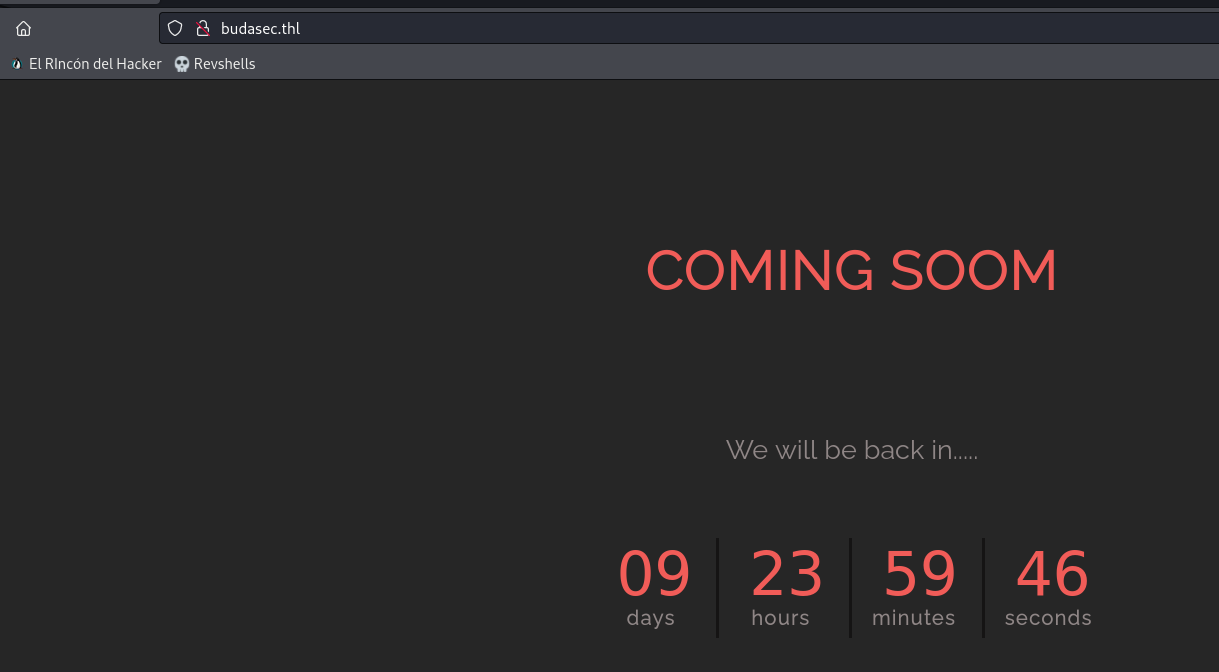 budasec.thl
El RIncón del Hacker Revshells
COMING SOOM
We will be back in.....
09 23 59 46
days hours minutes seconds